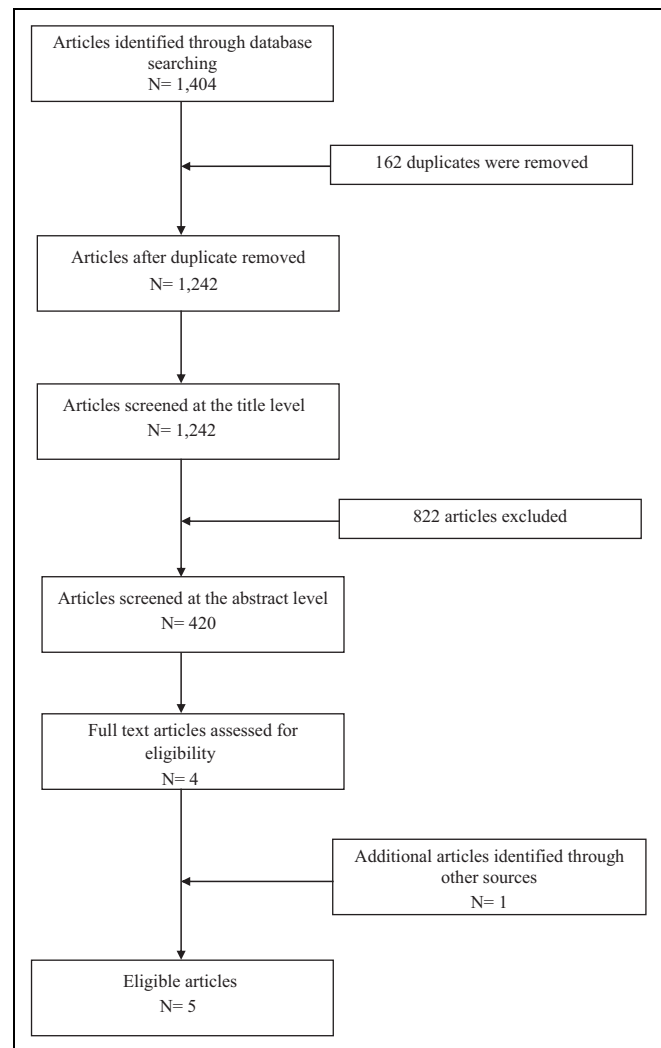 Articles identified through database
searching
N= 1,404
162 duplicates were removed
Articles after duplicate removed
N= 1,242
Articles screened at the title level
N= 1,242
822 articles excluded
Articles screened at the abstract level
N= 420
Full text articles assessed for
eligibility
N= 4
Additional articles identified through
other sources
N= 1
Eligible articles
N= 5